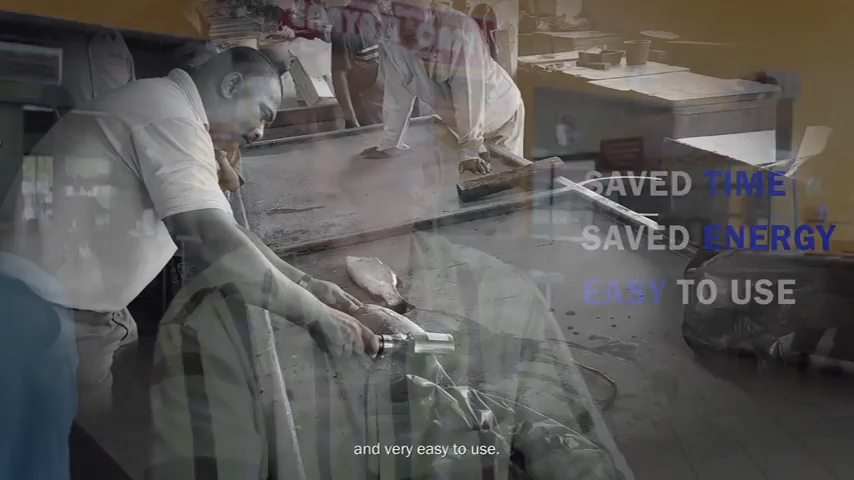 SAVED TIME
SAVED ENERGY
EASY TO USE
and very easy to use.